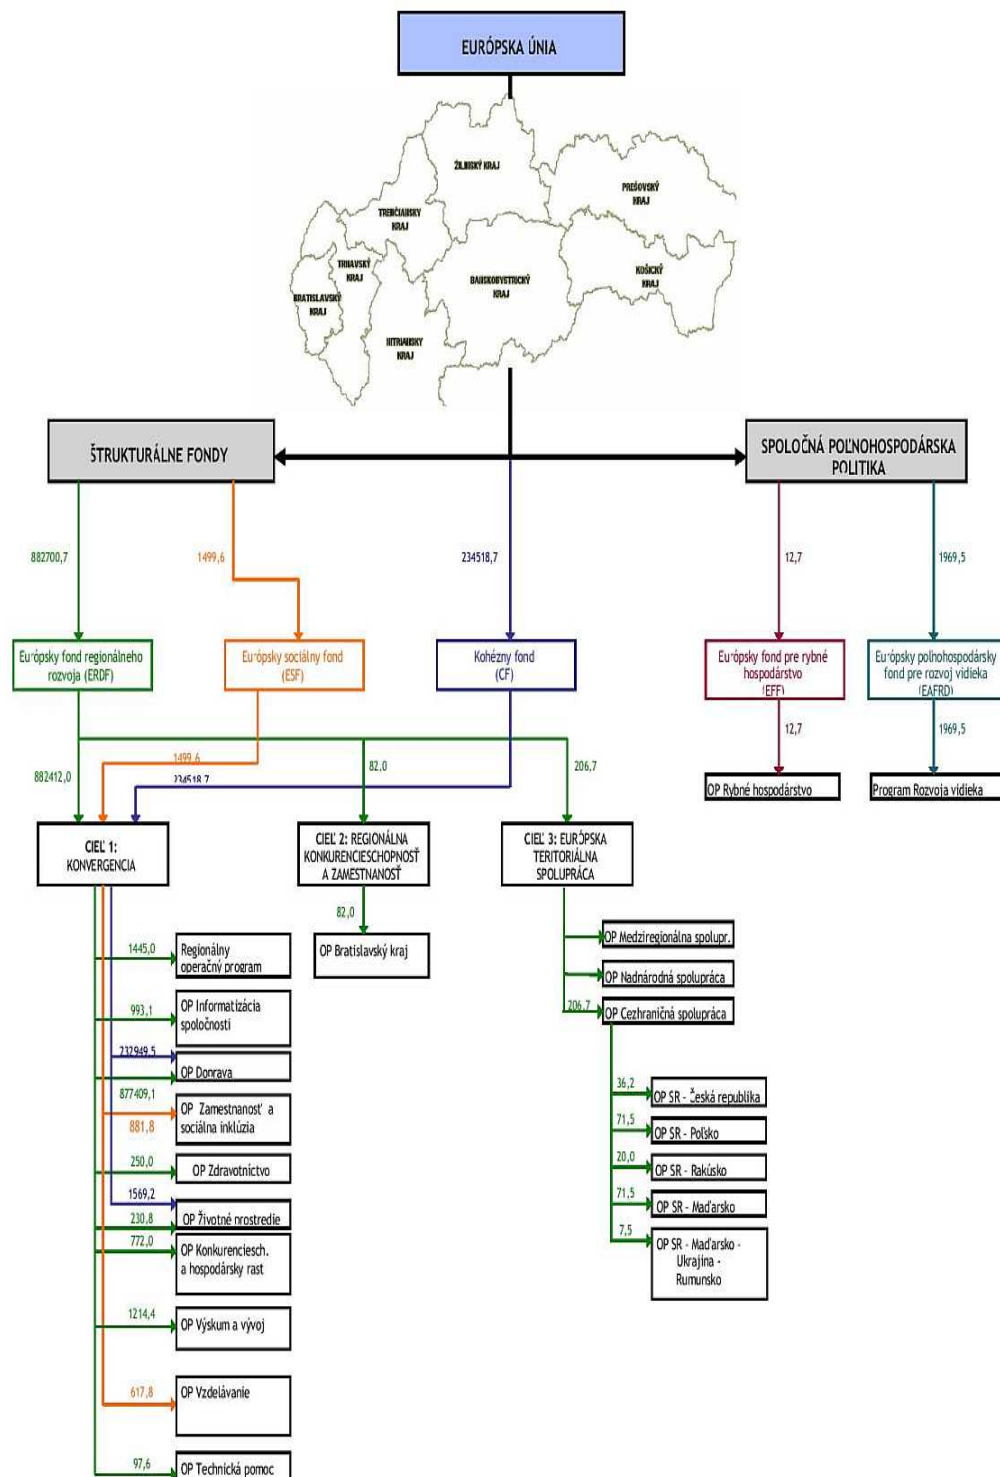 EURÓPSKA ÚNIA
ŽILINSKÝ KRAJ
PREŠOVSKÝ
KRAJ
TRENČIANSKY
KRAJ
TRNAVSKÝ
KRAJ
KOŠICKÝ
KRAJ
BANSKOBYSTRICKÝ
KRAJ
BRATISLAVSKÝ
KRAJ
NITRIANSKY
KRAJ
ŠTRUKTURÁLNE FONDY
SPOLOČNÁ POĽNOHOSPODÁRSKA
POLITIKA
882700,7
1499,6
234518,7
12,7
1969,5
Európsky fond regionálneho
rozvoja (ERDF)
Európsky sociálny fond
(ESF)
Kohézny fond
(CF)
Európsky fond pre rybné
hospodárstvo
(EFF)
Európsky poľnohospodársky
fond pre rozvoj vidieka
(EAFRD)
882412,0
1499,6
234518,7
82,0
206,7
12,7
1969,5
OP Rybné hospodárstvo
Program Rozvoja vidieka
CIEĽ 1:
KONVERGENCIA
CIEĽ 2: REGIONÁLNA
KONKURENCIESCHOPNOSŤ
A ZAMESTNANOSŤ
CIEĽ 3: EURÓPSKA
TERITORIÁLNA
SPOLUPRÁCA
82,0
OP Bratislavský kraj
OP Medziregionálna spolupr.
OP Nadnárodná spolupráca
206,7
OP Cezhraničná spolupráca
36,2
OP SR - Česká republika
71,5
OP SR - Poľsko
20,0
OP SR - Rakúsko
71,5
OP SR - Maďarsko
7,5
OP SR - Maďarsko -
Ukrajina -
Rumunsko
1445,0
Regionálny
operačný program
993,1
OP Informatizácia
spoločnosti
232949,5
OP Doprava
877409,1
OP Zamestnanosť a
sociálna inklúzia
881,8
250,0
OP Zdravotníctvo
1569,2
OP Životné prostredie
230,8
772,0
OP Konkurenciesch.
a hospodársky rast
1214,4
OP Výskum a vývoj
617,8
OP Vzdelávanie
97,6
OP Technická pomoc